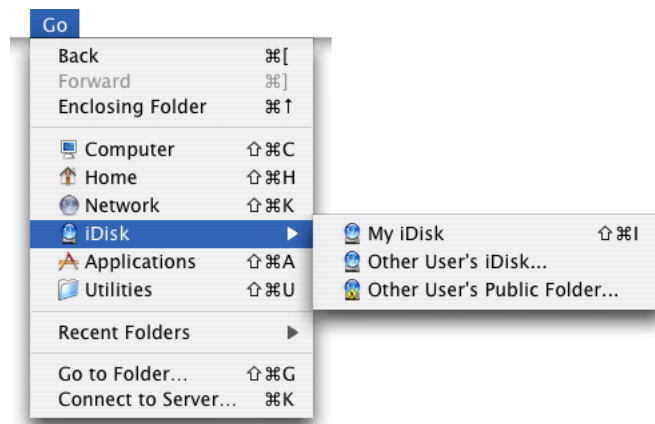 Go
Back ⌘[
Forward ⌘]
Enclosing Folder ⌘↑
Computer ⇧⌘C
Home ⇧⌘H
Network ⇧⌘K
iDisk ▶
My iDisk ⇧⌘I
Other User's iDisk...
Other User's Public Folder...
Applications ⇧⌘A
Utilities ⇧⌘U
Recent Folders ▶
Go to Folder... ⇧⌘G
Connect to Server... ⌘K